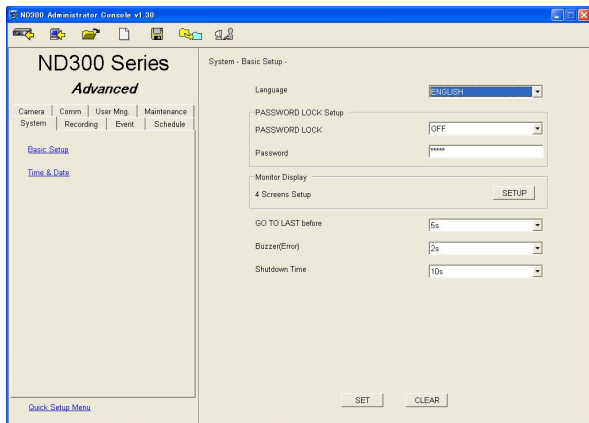 ND300 Administrator Console v1.30
ND300 Series
Advanced
Camera Comm User Mng. Maintenance
System Recording Event Schedule
Basic Setup
Time & Date
Quick Setup Menu
System - Basic Setup -
Language ENGLISH
PASSWORD LOCK Setup
PASSWORD LOCK OFF
Password *****
Monitor Display
4 Screens Setup SETUP
GO TO LAST before 5s
Buzzer(Error) 2s
Shutdown Time 10s
SET CLEAR